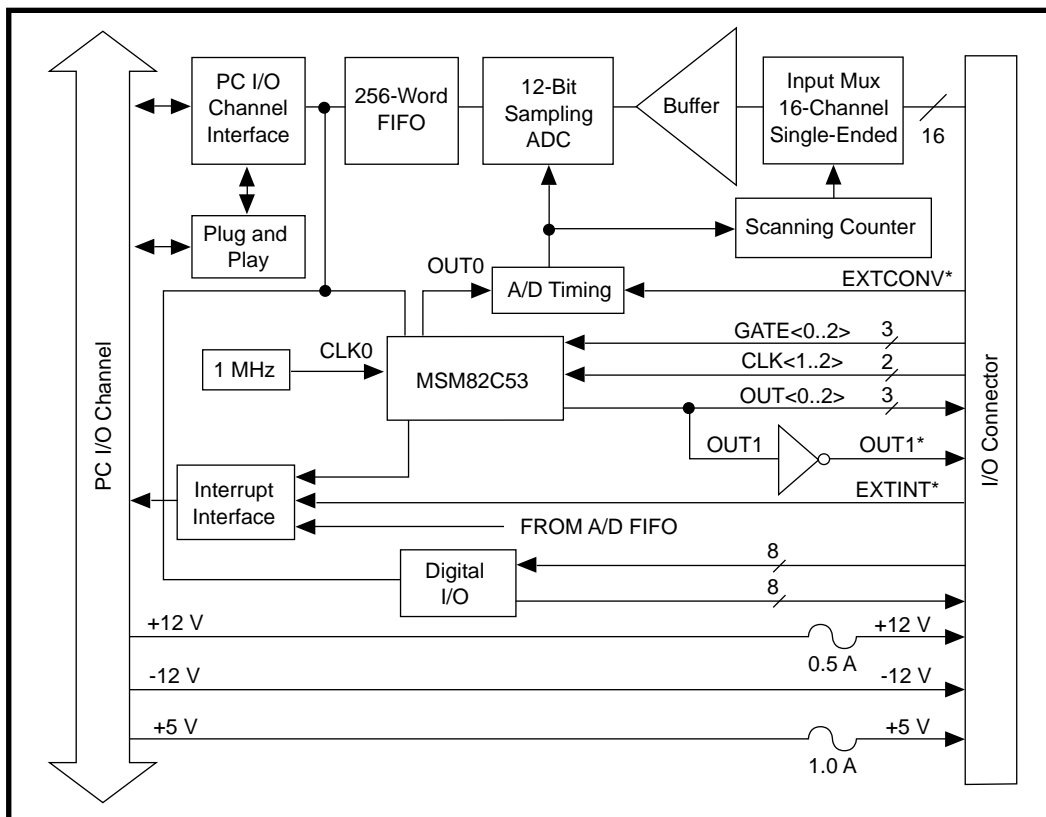 PC I/O
Channel
Interface
256-Word
FIFO
12-Bit
Sampling
ADC
Buffer
Input Mux
16-Channel
Single-Ended
16
Plug and
Play
Scanning Counter
OUT0
A/D Timing
EXTCONV*
GATE<0..2>
3
1 MHz
CLK0
MSM82C53
CLK<1..2>
2
OUT<0..2>
3
OUT1
OUT1*
PC I/O Channel
I/O Connector
Interrupt
Interface
EXTINT*
FROM A/D FIFO
Digital
I/O
8
8
+12 V
+12 V
0.5 A
-12 V
-12 V
+5 V
+5 V
1.0 A